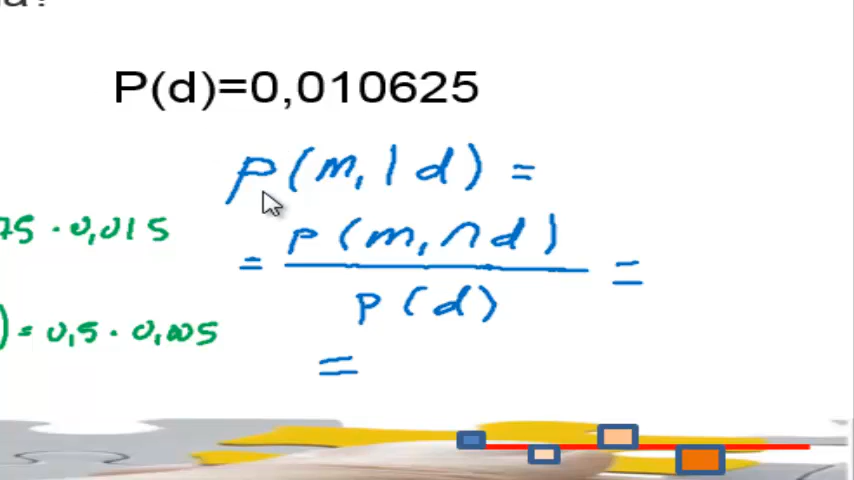 P(d)=0,010625
P(m, | d) =
75 · 0,015
= P(m, ∩ d) =
P(d)
) = 0,5 · 0,005
=